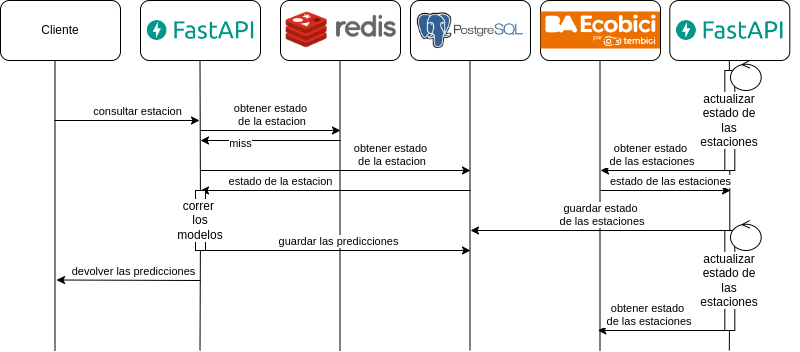 Cliente
FastAPI
redis
PostgreSQL
BA Ecobici
por tembici
FastAPI
actualizar
estado de
las
estaciones
consultar estacion
obtener estado
de la estacion
miss
obtener estado
de la estacion
obtener estado
de las estaciones
estado de la estacion
estado de las estaciones
correr
los
modelos
guardar estado
de las estaciones
guardar las predicciones
actualizar
estado de
las
estaciones
devolver las predicciones
obtener estado
de las estaciones